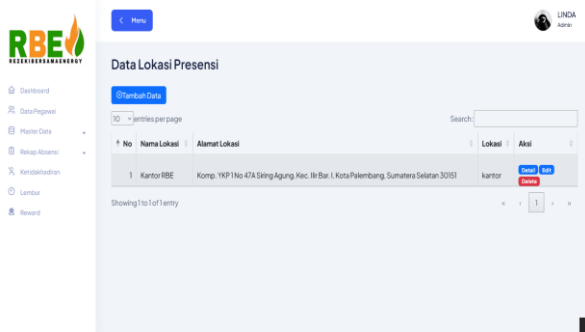 RBE
REZEKIBERSAMAENERGY
Dashboard
Data Pegawai
Master Data
Rekap Absensi
Ketidakhadiran
Lembur
Reward
Menu
LINDA
Admin
Data Lokasi Presensi
Tambah Data
10 entries per page
Search:
No Nama Lokasi Alamat Lokasi Lokasi Aksi
1 Kantor RBE Komp. YKP 1 No 47A Siring Agung, Kec. Ilir Bar. I, Kota Palembang, Sumatera Selatan 30151 kantor Detail Edit
Delete
Showing 1 to 1 of 1 entry
« ‹ 1 › »